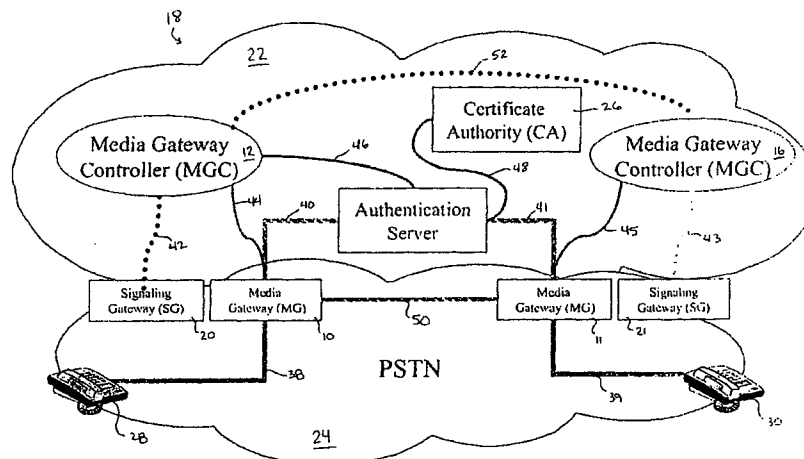 18
22
52
Certificate
Authority (CA)
26
Media Gateway
Controller (MGC)
12
Media Gateway
Controller (MGC)
16
46
48
44
40
Authentication
Server
41
45
42
43
Signaling
Gateway (SG)
20
Media
Gateway (MG)
10
50
Media
Gateway (MG)
11
Signaling
Gateway (SG)
21
38
PSTN
39
28
24
30